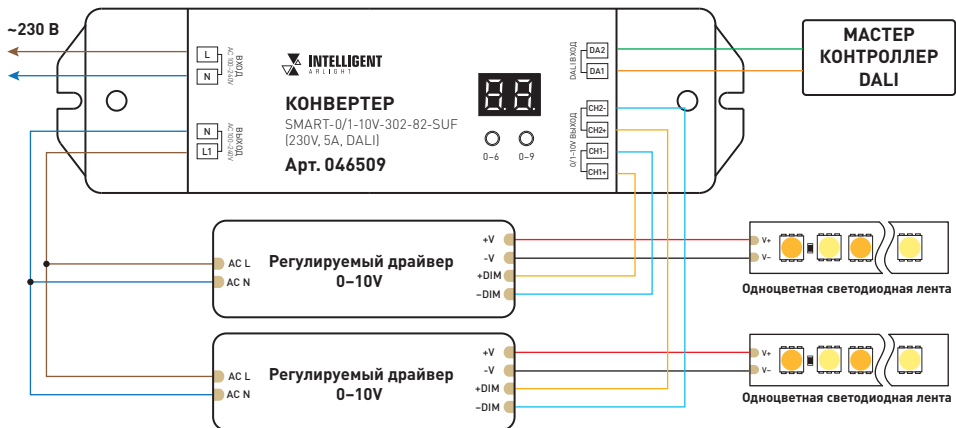 ~230 В
L
N
ВХОД
AC 100-240V
N
L1
ВЫХОД
AC 100-240V
INTELLIGENT
ARLIGHT
КОНВЕРТЕР
SMART-0/1-10V-302-82-SUF
(230V, 5A, DALI)
Арт. 046509
0–6
0–9
DALI ВХОД
DA2
DA1
0/1-10V ВЫХОД
CH2-
CH2+
CH1-
CH1+
МАСТЕР
КОНТРОЛЛЕР
DALI
AC L
AC N
Регулируемый драйвер
0–10V
+V
-V
+DIM
–DIM
V+
V–
Одноцветная светодиодная лента
AC L
AC N
Регулируемый драйвер
0–10V
+V
-V
+DIM
–DIM
V+
V–
Одноцветная светодиодная лента